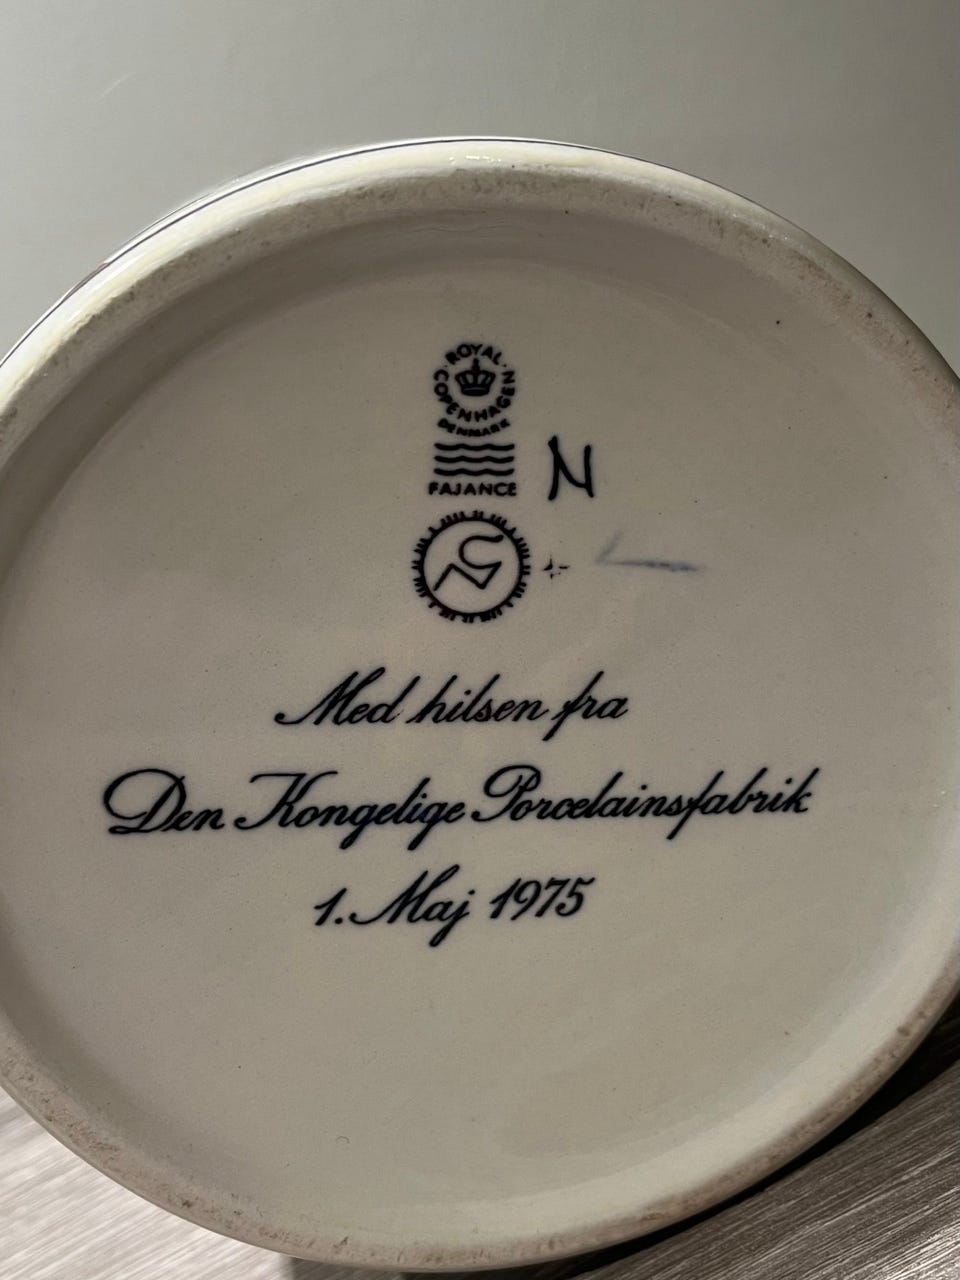 ROYAL COPENHAGEN
DENMARK
FAJANCE
N
Med hilsen fra
Den Kongelige Porcelainsfabrik
1. Maj 1975